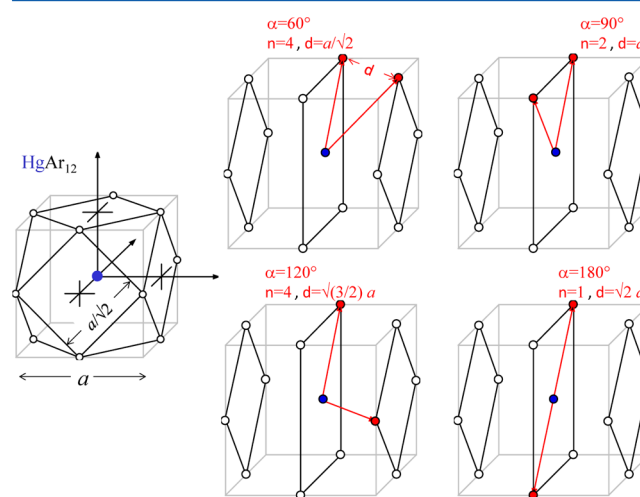 α=60°
n=4 , d=a/√2
d
α=90°
n=2 , d=a
HgAr12
a/√2
a
α=120°
n=4 , d=√(3/2) a
α=180°
n=1, d=√2 a